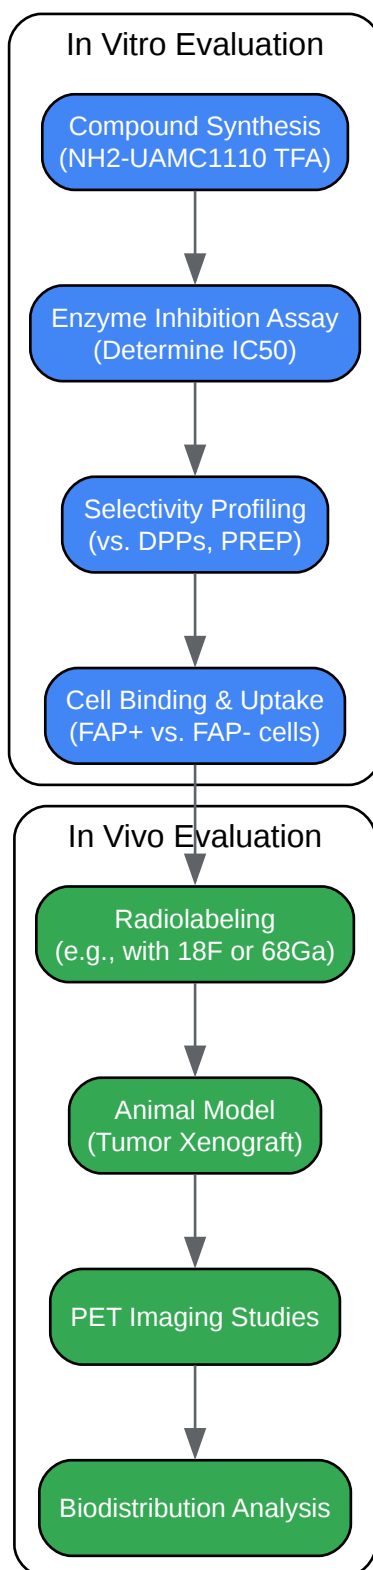 In Vitro Evaluation
Compound Synthesis
(NH2-UAMC1110 TFA)
Enzyme Inhibition Assay
(Determine IC50)
Selectivity Profiling
(vs. DPPs, PREP)
Cell Binding & Uptake
(FAP+ vs. FAP- cells)
In Vivo Evaluation
Radiolabeling
(e.g., with 18F or 68Ga)
Animal Model
(Tumor Xenograft)
PET Imaging Studies
Biodistribution Analysis